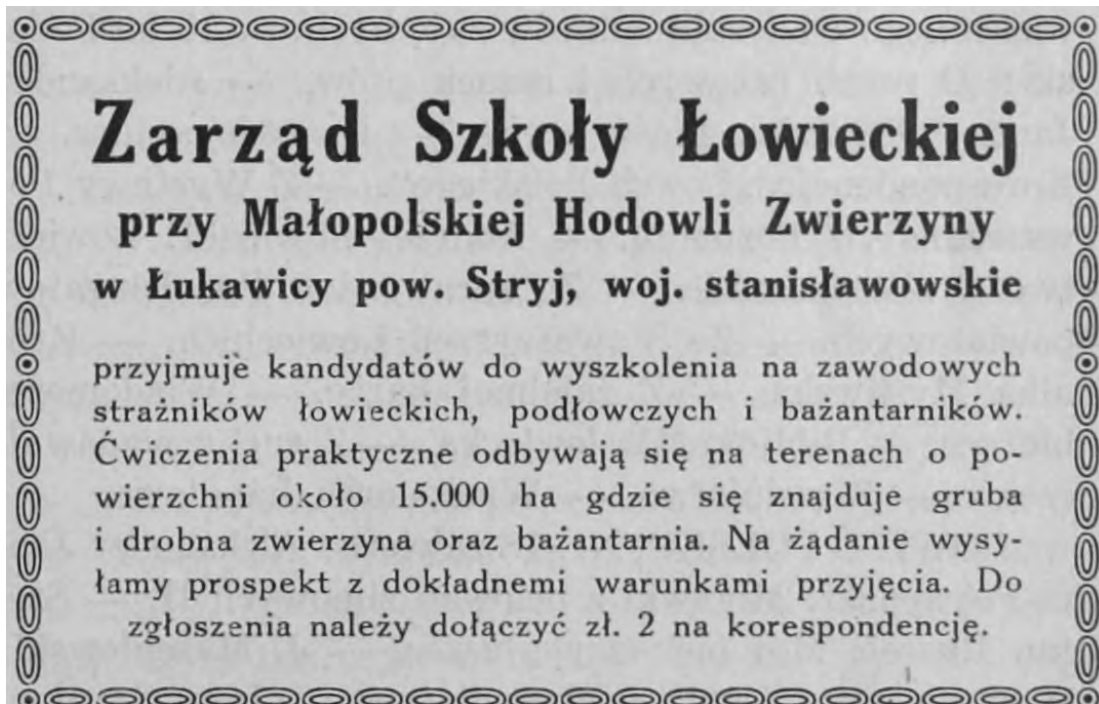 Zarząd Szkoły Łowieckiej
przy Małopolskiej Hodowli Zwierzyny
w Łukawicy pow. Stryj, woj. stanisławowskie
przyjmuje kandydatów do wyszkolenia na zawodowych
strażników łowieckich, podłowczych i bażantarników.
Ćwiczenia praktyczne odbywają się na terenach o po-
wierzchni około 15.000 ha gdzie się znajduje gruba
i drobna zwierzyna oraz bażantarnia. Na żądanie wysy-
łamy prospekt z dokładnemi warunkami przyjęcia. Do
zgłoszenia należy dołączyć zł. 2 na korespondencję.